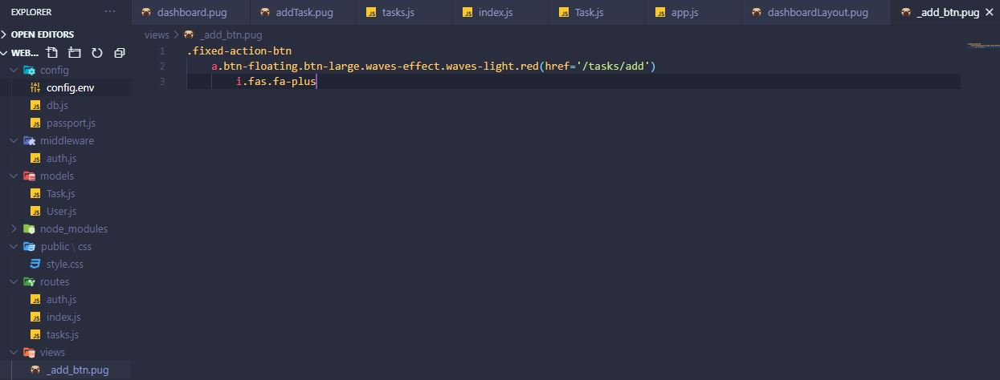 EXPLORER ···
dashboard.pug addTask.pug tasks.js index.js Task.js app.js dashboardLayout.pug _add_btn.pug
OPEN EDITORS
WEB...
config
config.env
db.js
passport.js
middleware
auth.js
models
Task.js
User.js
node_modules
public \ css
style.css
routes
auth.js
index.js
tasks.js
views
_add_btn.pug
views > _add_btn.pug
1 .fixed-action-btn
2 a.btn-floating.btn-large.waves-effect.waves-light.red(href='/tasks/add')
3 i.fas.fa-plus